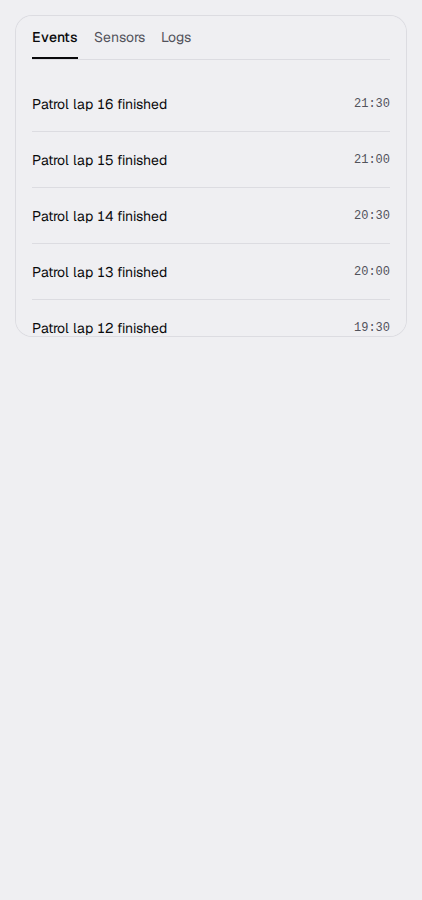 Events Sensors Logs
Patrol lap 16 finished 21:30
Patrol lap 15 finished 21:00
Patrol lap 14 finished 20:30
Patrol lap 13 finished 20:00
Patrol lap 12 finished 19:30